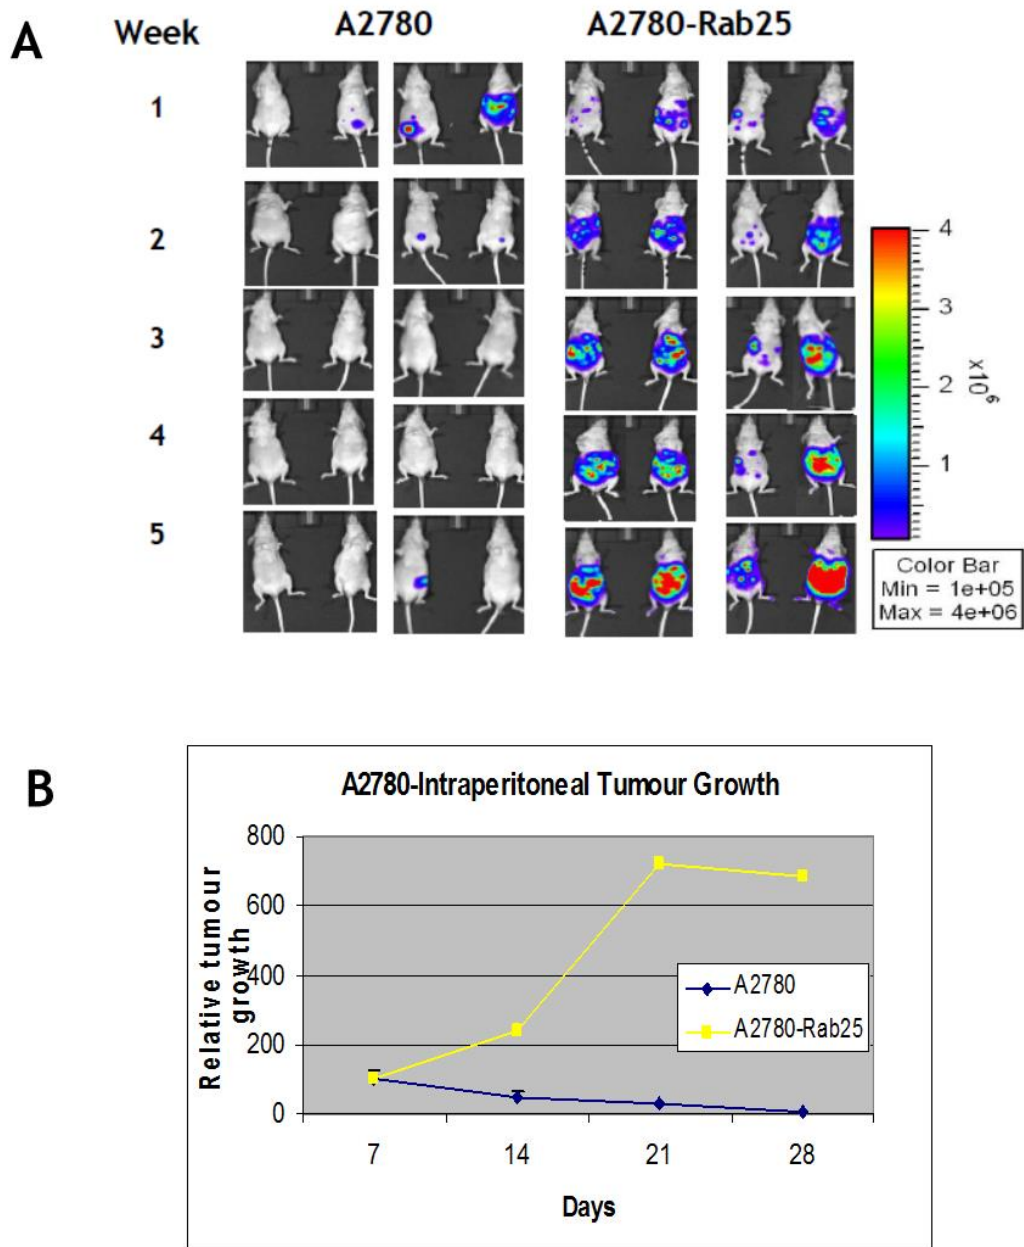 A
Week
A2780
A2780-Rab25
1
2
3
4
5
4
3
2
1
x10⁶
Color Bar
Min = 1e+05
Max = 4e+06
B
A2780-Intraperitoneal Tumour Growth
Relative tumour
growth
800
600
400
200
0
7 14 21 28
Days
A2780
A2780-Rab25